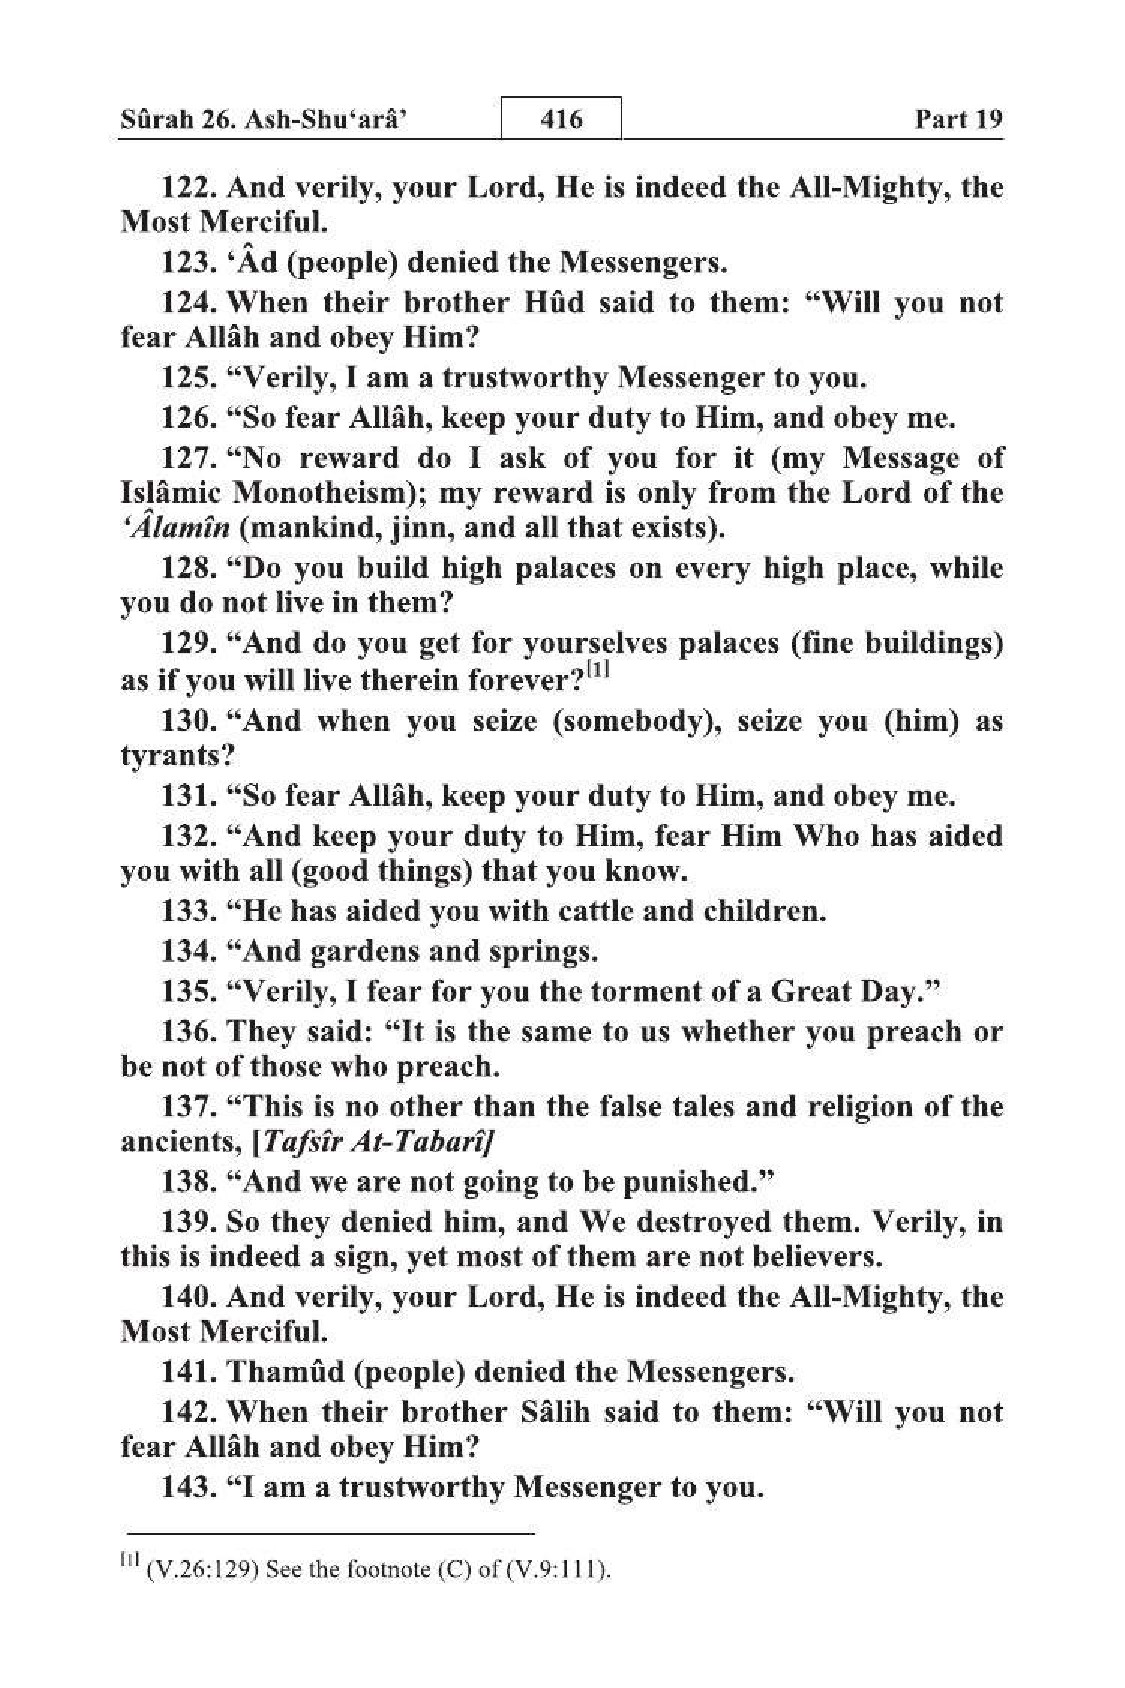 Sûrah 26. Ash-Shu‘arâ’ 416 Part 19
122. And verily, your Lord, He is indeed the All-Mighty, the
Most Merciful.
123. ‘Âd (people) denied the Messengers.
124. When their brother Hûd said to them: “Will you not
fear Allâh and obey Him?
125. “Verily, I am a trustworthy Messenger to you.
126. “So fear Allâh, keep your duty to Him, and obey me.
127. “No reward do I ask of you for it (my Message of
Islâmic Monotheism); my reward is only from the Lord of the
‘Âlamîn (mankind, jinn, and all that exists).
128. “Do you build high palaces on every high place, while
you do not live in them?
129. “And do you get for yourselves palaces (fine buildings)
as if you will live therein forever?[1]
130. “And when you seize (somebody), seize you (him) as
tyrants?
131. “So fear Allâh, keep your duty to Him, and obey me.
132. “And keep your duty to Him, fear Him Who has aided
you with all (good things) that you know.
133. “He has aided you with cattle and children.
134. “And gardens and springs.
135. “Verily, I fear for you the torment of a Great Day.”
136. They said: “It is the same to us whether you preach or
be not of those who preach.
137. “This is no other than the false tales and religion of the
ancients, [Tafsîr At-Tabarî]
138. “And we are not going to be punished.”
139. So they denied him, and We destroyed them. Verily, in
this is indeed a sign, yet most of them are not believers.
140. And verily, your Lord, He is indeed the All-Mighty, the
Most Merciful.
141. Thamûd (people) denied the Messengers.
142. When their brother Sâlih said to them: “Will you not
fear Allâh and obey Him?
143. “I am a trustworthy Messenger to you.
[1] (V.26:129) See the footnote (C) of (V.9:111).